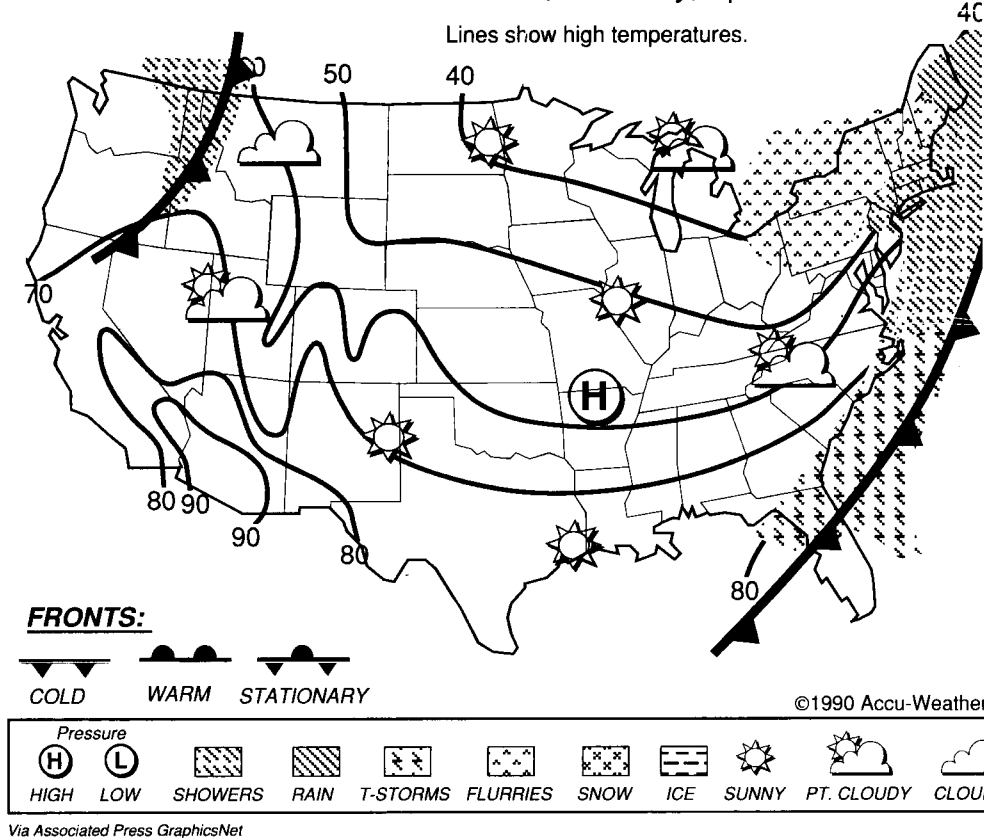 Lines show high temperatures.
40
50
40
70
H
80 90
90
80
80
FRONTS:
COLD WARM STATIONARY
©1990 Accu-Weather
Pressure
H L
HIGH LOW SHOWERS RAIN T-STORMS FLURRIES SNOW ICE SUNNY PT. CLOUDY
Via Associated Press GraphicsNet